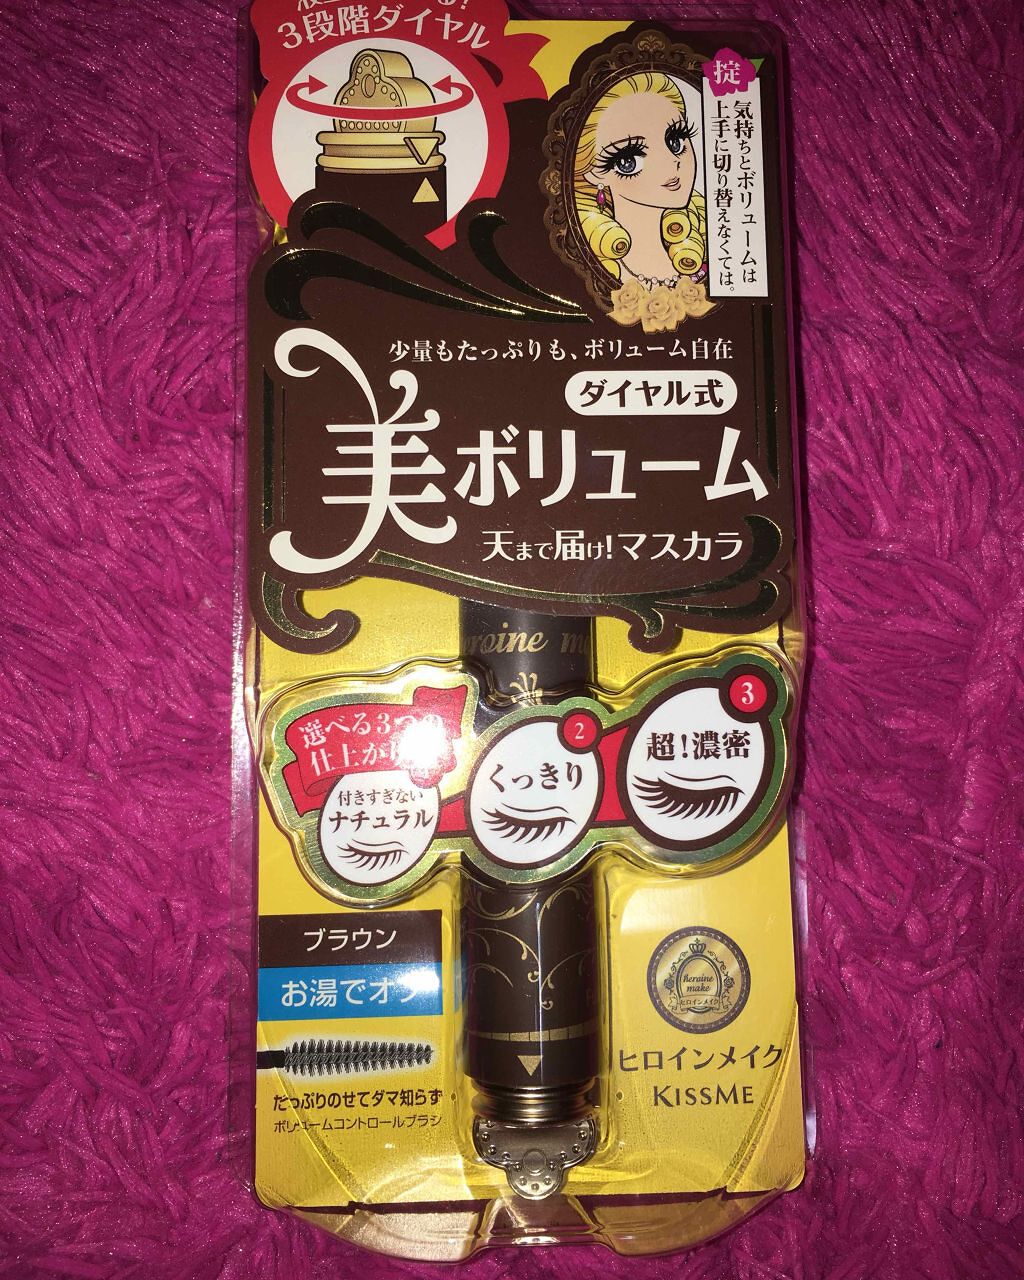 3段階ダイヤル
掟
気持ちとボリュームは
上手に切り替えなくては。
少量もたっぷりも、ボリューム自在
ダイヤル式
美ボリューム
天まで届け!マスカラ
選べる3つの
仕上が
付きすぎない
ナチュラル
2
くっきり
3
超!濃密
ブラウン
お湯でオフ
たっぷりのせてダマ知らず
ボリュームコントロールブラシ
heroine
make
ヒロインメイク
ヒロインメイク
KISSME